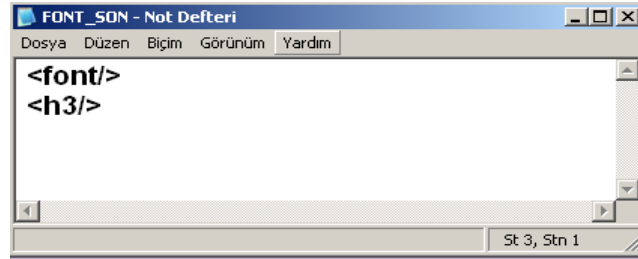 FONT_SON - Not Defteri
Dosya Düzen Biçim Görünüm Yardım
<font/>
<h3/>
St 3, Stn 1